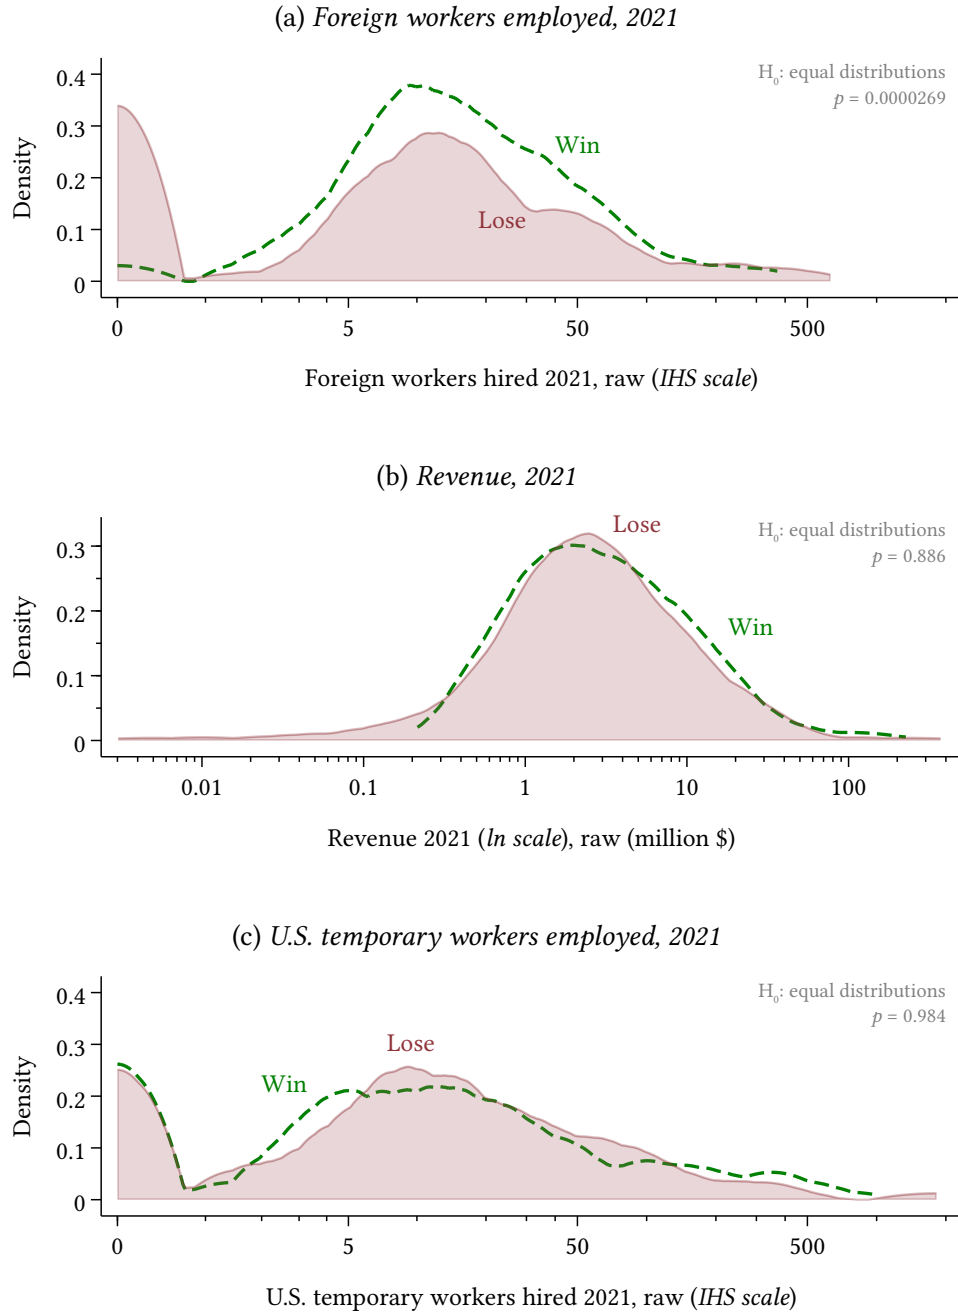 (a) Foreign workers employed, 2021
H0: equal distributions
p = 0.0000269
0.4
0.3
0.2
0.1
0
Density
Win
Lose
0 5 50 500
Foreign workers hired 2021, raw (IHS scale)
(b) Revenue, 2021
H0: equal distributions
p = 0.886
0.3
0.2
0.1
0
Density
Lose
Win
0.01 0.1 1 10 100
Revenue 2021 (ln scale), raw (million $)
(c) U.S. temporary workers employed, 2021
H0: equal distributions
p = 0.984
0.4
0.3
0.2
0.1
0
Density
Lose
Win
0 5 50 500
U.S. temporary workers hired 2021, raw (IHS scale)